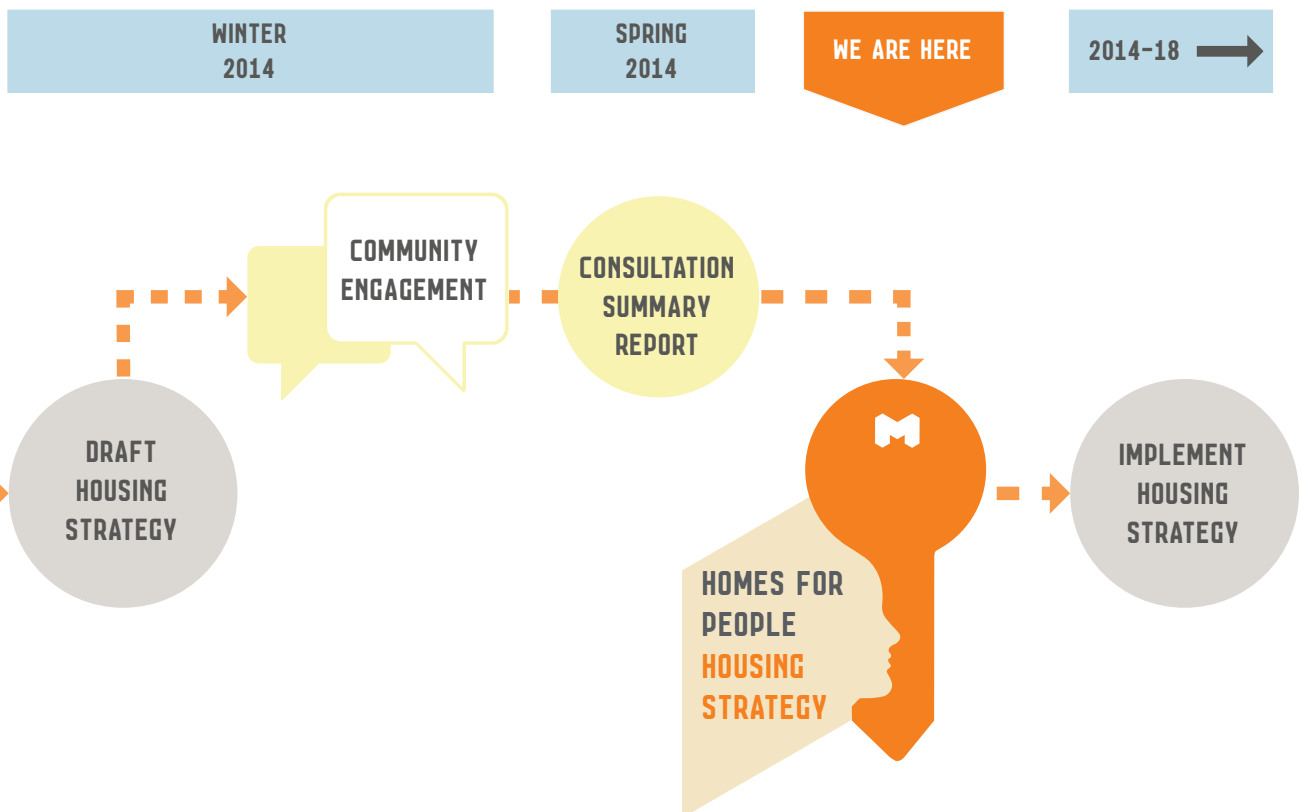 WINTER
2014
SPRING
2014
WE ARE HERE
2014-18
COMMUNITY
ENGAGEMENT
CONSULTATION
SUMMARY
REPORT
DRAFT
HOUSING
STRATEGY
M
IMPLEMENT
HOUSING
STRATEGY
HOMES FOR
PEOPLE
HOUSING
STRATEGY